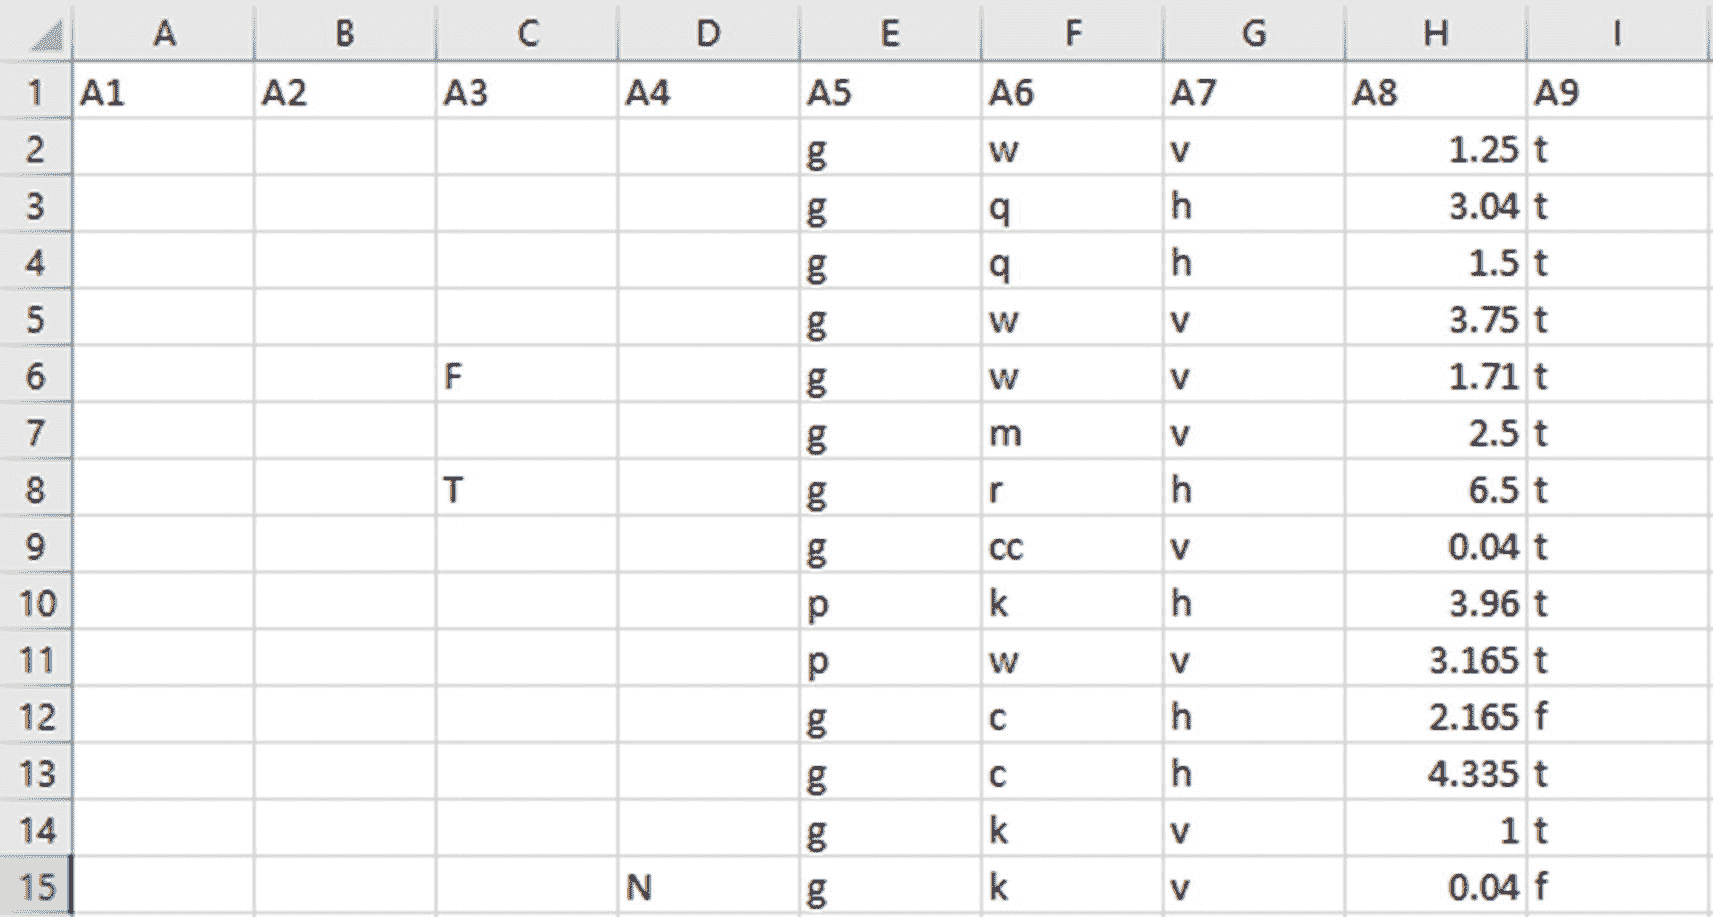 A B C D E F G H I
1 A1 A2 A3 A4 A5 A6 A7 A8 A9
2 g w v 1.25 t
3 g q h 3.04 t
4 g q h 1.5 t
5 g w v 3.75 t
6 F g w v 1.71 t
7 g m v 2.5 t
8 T g r h 6.5 t
9 g cc v 0.04 t
10 p k h 3.96 t
11 p w v 3.165 t
12 g c h 2.165 f
13 g c h 4.335 t
14 g k v 1 t
15 N g k v 0.04 f